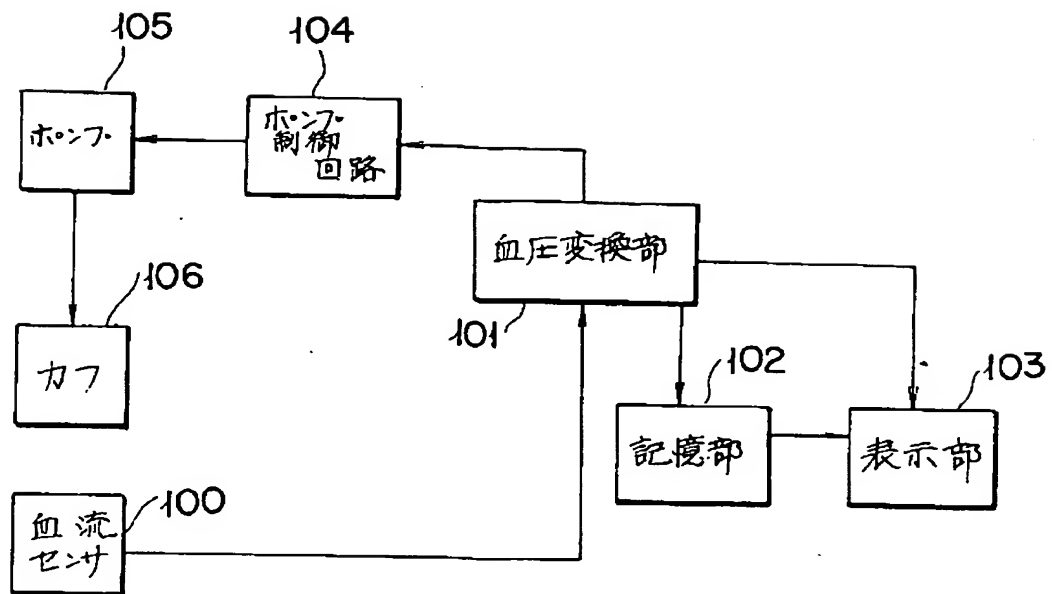 105
104
ポンプ
ポンプ
制御
回路
血圧変換部
106
101
カフ
102
103
記憶部
表示部
100
血流
センサ